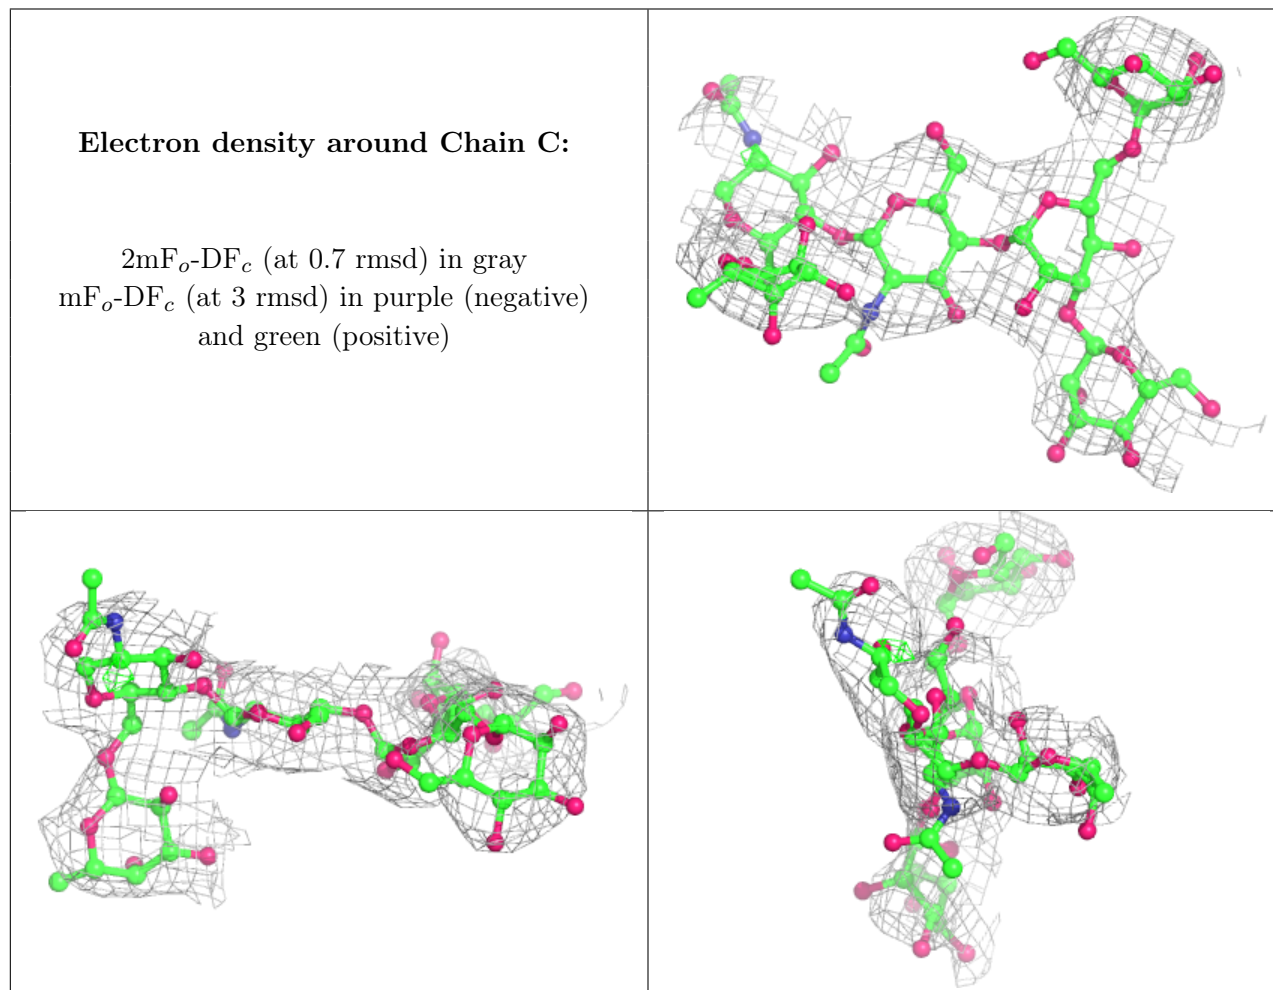 Electron density around Chain C:
2mFₒ-DF𝑐 (at 0.7 rmsd) in gray
mFₒ-DF𝑐 (at 3 rmsd) in purple (negative)
and green (positive)